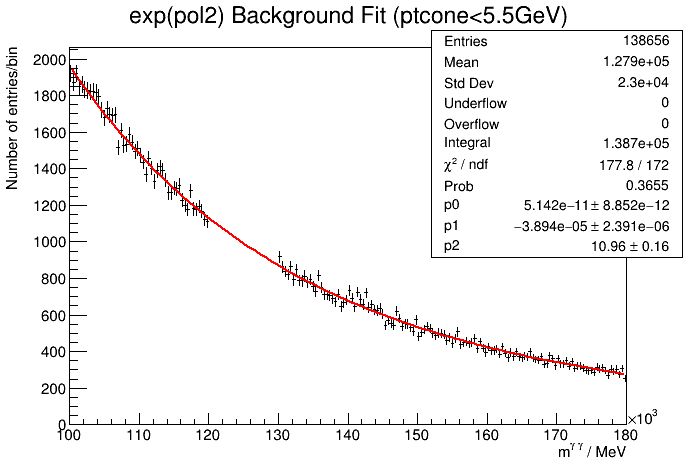 exp(pol2) Background Fit (ptcone<5.5GeV)
Entries 138656
Mean 1.279e+05
Std Dev 2.3e+04
Underflow 0
Overflow 0
Integral 1.387e+05
χ² / ndf 177.8 / 172
Prob 0.3655
p0 5.142e−11 ± 8.852e−12
p1 −3.894e−05 ± 2.391e−06
p2 10.96 ± 0.16
Number of entries/bin
2000
1800
1600
1400
1200
1000
800
600
400
200
0
100 110 120 130 140 150 160 170 180
×10³
m^γγ / MeV